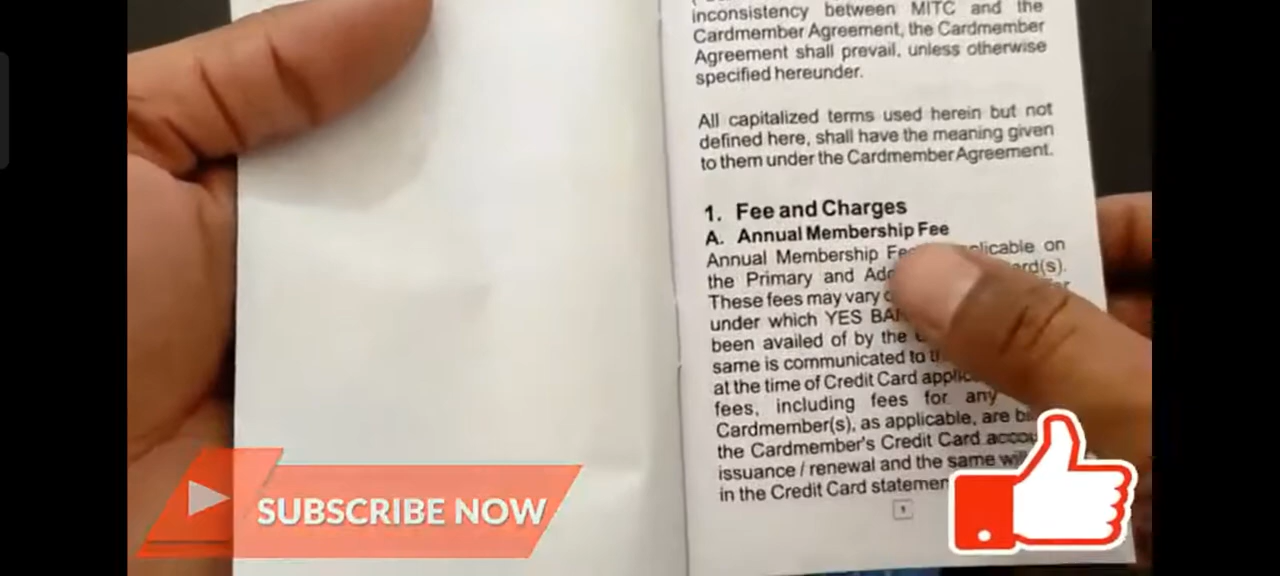 inconsistency between MITC and the
Cardmember Agreement, the Cardmember
Agreement shall prevail, unless otherwise
specified hereunder.
All capitalized terms used herein but not
defined here, shall have the meaning given
to them under the Cardmember Agreement.
1. Fee and Charges
A. Annual Membership Fee
Annual Membership on
the Primary and
These fees may vary
under which YES
been availed of by the
same is communicated to
at the time of Credit Card
fees, including fees for any
Cardmember(s), as applicable, are
the Cardmember's Credit Card
issuance / renewal and the same
in the Credit Card
1
SUBSCRIBE NOW